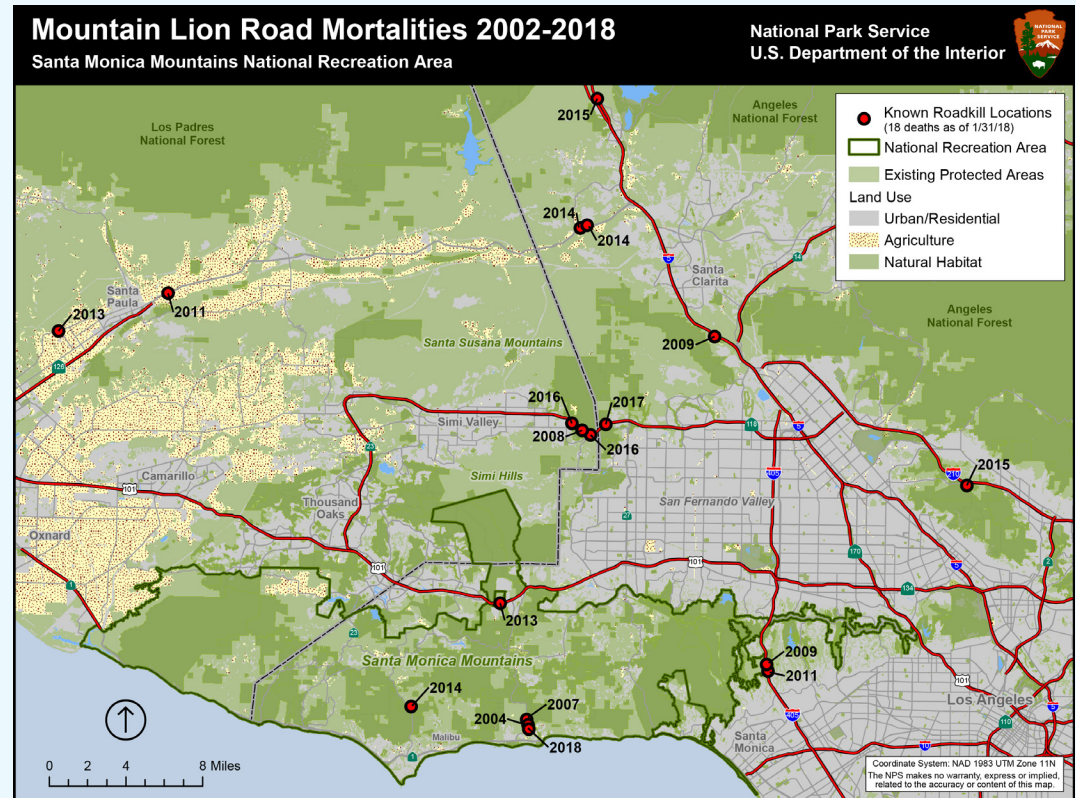 Mountain Lion Road Mortalities 2002-2018
Santa Monica Mountains National Recreation Area
National Park Service
U.S. Department of the Interior
NATIONAL
PARK
SERVICE
Known Roadkill Locations
(18 deaths as of 1/31/18)
National Recreation Area
Existing Protected Areas
Land Use
Urban/Residential
Agriculture
Natural Habitat
Los Padres
National Forest
Angeles
National Forest
2015
2014
2014
5
14
Santa
Clarita
Santa
Paula
2013
2011
126
Angeles
National Forest
2009
Santa Susana Mountains
2016
2017
2008
2016
Simi Valley
118
5
23
Simi Hills
405
210
2015
Camarillo
101
Thousand
Oaks
San Fernando Valley
27
Oxnard
1
101
101
170
5
2
134
2013
23
Santa Monica Mountains
2009
2011
2014
2007
2004
2018
101
Los Angeles
5
405
110
Malibu
1
Santa
Monica
10
0 2 4 8 Miles
Coordinate System: NAD 1983 UTM Zone 11N
The NPS makes no warranty, express or implied,
related to the accuracy or content of this map.